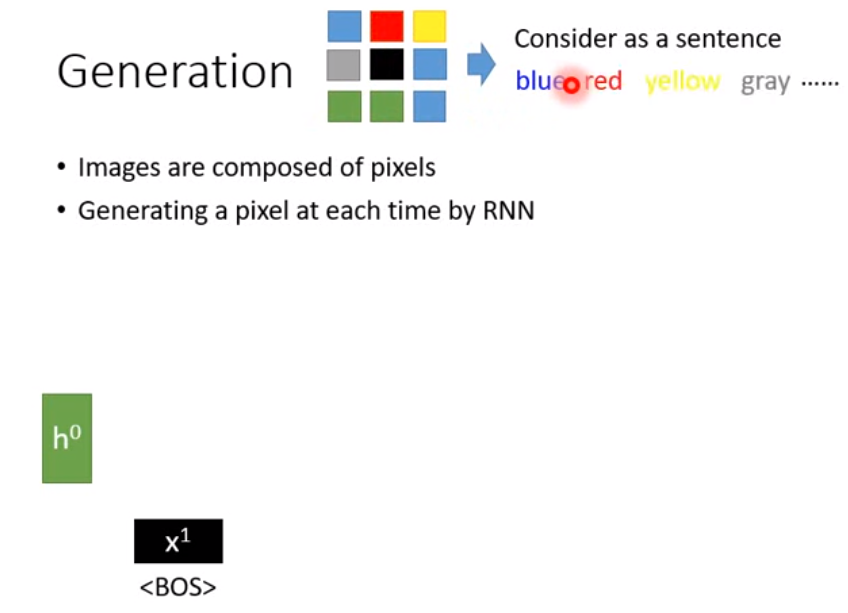 Generation
Consider as a sentence
blue red yellow gray ……
• Images are composed of pixels
• Generating a pixel at each time by RNN
h⁰
x¹
<BOS>